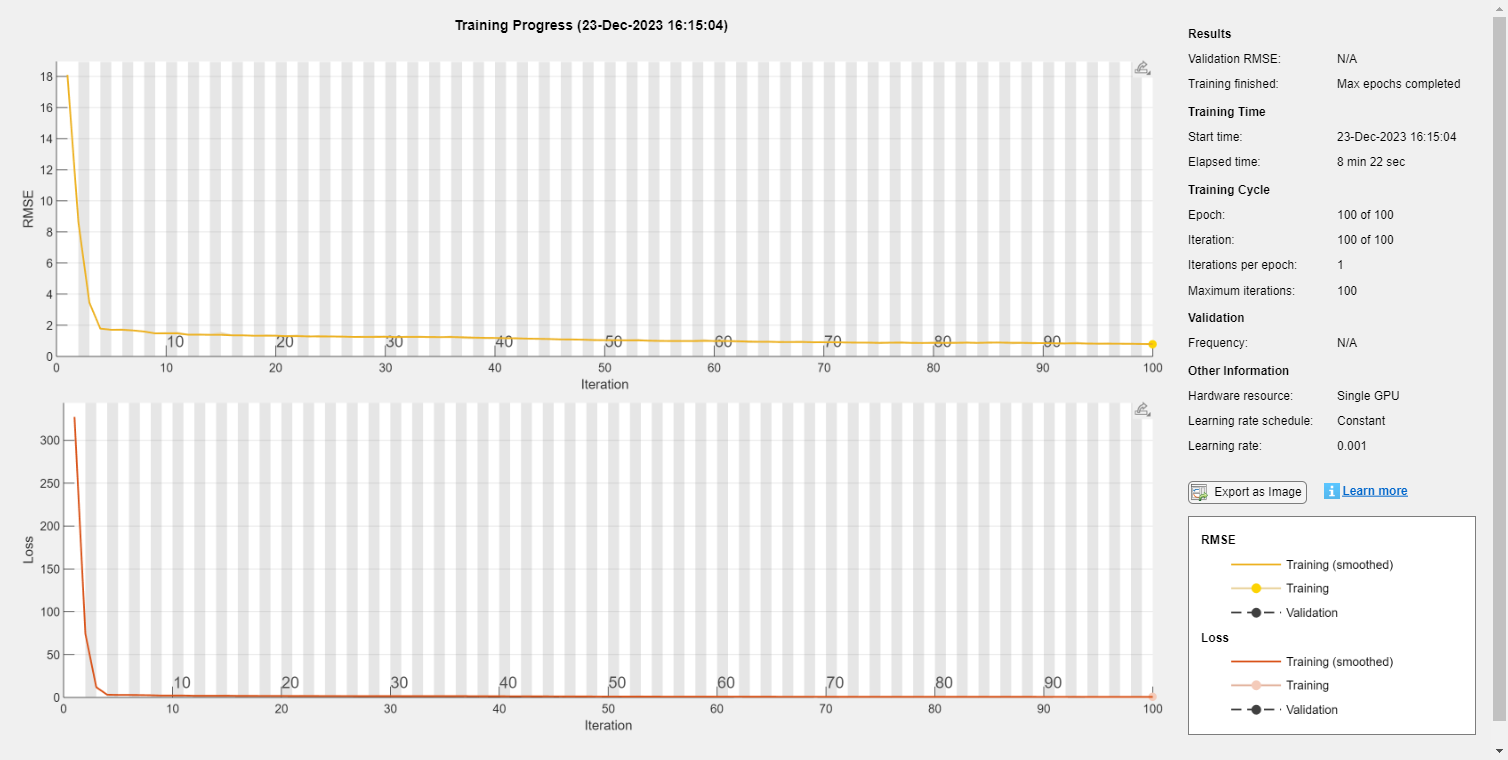 Training Progress (23-Dec-2023 16:15:04)
18
16
14
12
10
8
6
4
2
0
RMSE
10 20 30 40 50 60 70 80 90
0 10 20 30 40 50 60 70 80 90 100
Iteration
300
250
200
150
100
50
0
Loss
10 20 30 40 50 60 70 80 90
0 10 20 30 40 50 60 70 80 90 100
Iteration
Results
Validation RMSE: N/A
Training finished: Max epochs completed
Training Time
Start time: 23-Dec-2023 16:15:04
Elapsed time: 8 min 22 sec
Training Cycle
Epoch: 100 of 100
Iteration: 100 of 100
Iterations per epoch: 1
Maximum iterations: 100
Validation
Frequency: N/A
Other Information
Hardware resource: Single GPU
Learning rate schedule: Constant
Learning rate: 0.001
Export as Image i Learn more
RMSE
Training (smoothed)
Training
Validation
Loss
Training (smoothed)
Training
Validation